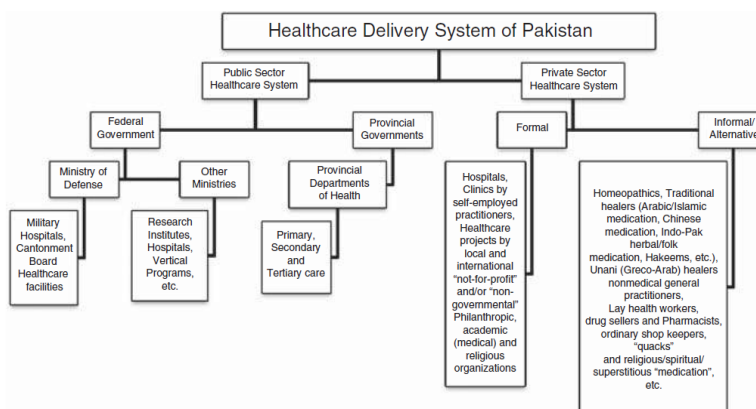 Healthcare Delivery System of Pakistan
Public Sector
Healthcare System
Private Sector
Healthcare System
Federal
Government
Provincial
Governments
Formal
Informal/
Alternative
Ministry of
Defense
Other
Ministries
Provincial
Departments
of Health
Military
Hospitals,
Cantonment
Board
Healthcare
facilities
Research
Institutes,
Hospitals,
Vertical
Programs,
etc.
Primary,
Secondary
and
Tertiary care
Hospitals,
Clinics by
self-employed
practitioners,
Healthcare
projects by
local and
international
“not-for-profit”
and/or “non-
governmental”
Philanthropic,
academic
(medical) and
religious
organizations
Homeopathics, Traditional
healers (Arabic/Islamic
medication, Chinese
medication, Indo-Pak
herbal/folk
medication, Hakeems, etc.),
Unani (Greco-Arab) healers
nonmedical general
practitioners,
Lay health workers,
drug sellers and Pharmacists,
ordinary shop keepers,
“quacks”
and religious/spiritual/
superstitious “medication”,
etc.